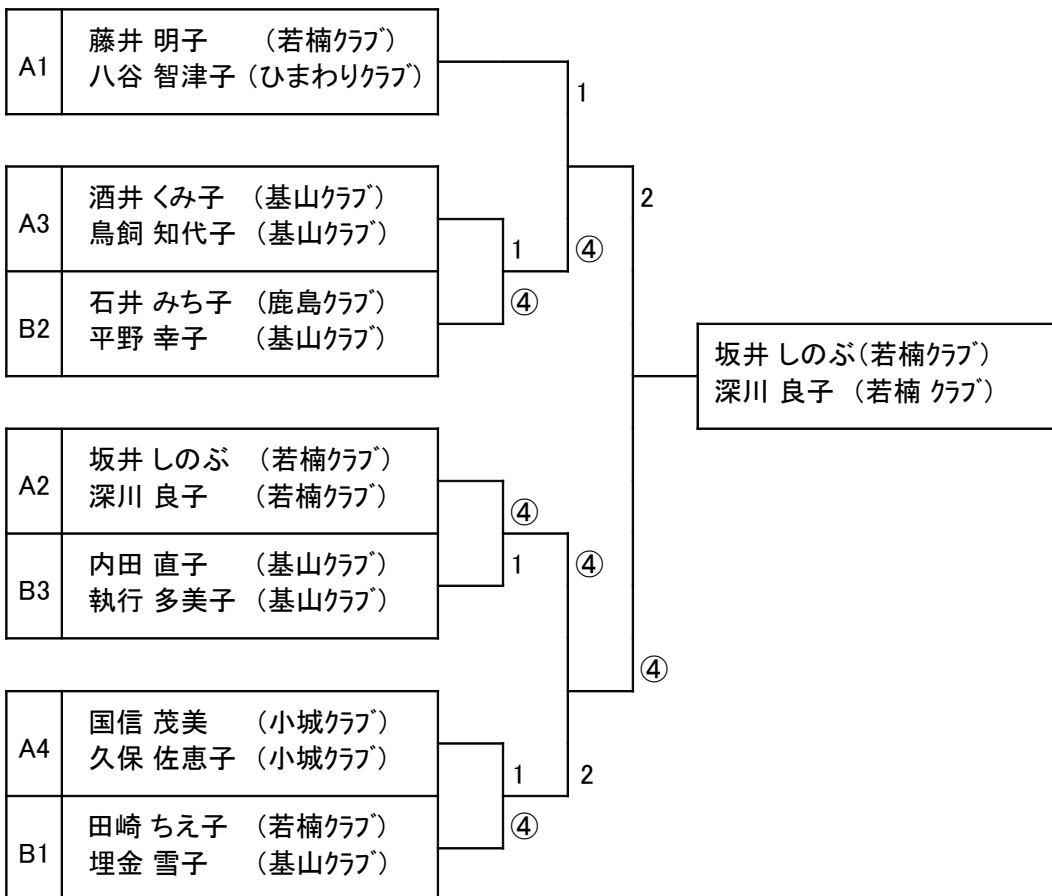 A1
藤井 明子 (若楠ｸﾗﾌﾞ)
八谷 智津子 (ひまわりｸﾗﾌﾞ)
1
A3
酒井 くみ子 (基山ｸﾗﾌﾞ)
鳥飼 知代子 (基山ｸﾗﾌﾞ)
2
1
④
B2
石井 みち子 (鹿島ｸﾗﾌﾞ)
平野 幸子 (基山ｸﾗﾌﾞ)
④
坂井 しのぶ(若楠ｸﾗﾌﾞ)
深川 良子 (若楠 ｸﾗﾌﾞ)
A2
坂井 しのぶ (若楠ｸﾗﾌﾞ)
深川 良子 (若楠ｸﾗﾌﾞ)
④
1
④
B3
内田 直子 (基山ｸﾗﾌﾞ)
執行 多美子 (基山ｸﾗﾌﾞ)
④
A4
国信 茂美 (小城ｸﾗﾌﾞ)
久保 佐恵子 (小城ｸﾗﾌﾞ)
1
2
④
B1
田崎 ちえ子 (若楠ｸﾗﾌﾞ)
埋金 雪子 (基山ｸﾗﾌﾞ)